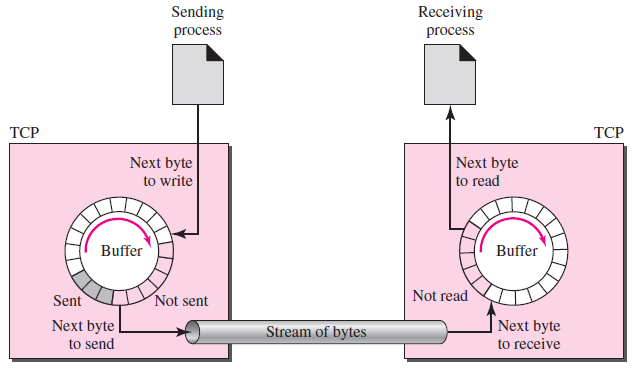 Sending
process
Receiving
process
TCP
TCP
Next byte
to write
Next byte
to read
Buffer
Buffer
Sent
Not sent
Not read
Next byte
to send
Stream of bytes
Next byte
to receive